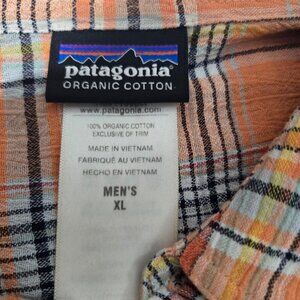 patagonia
ORGANIC COTTON
www.patagonia.com
100% ORGANIC COTTON
EXCLUSIVE OF TRIM
MADE IN VIETNAM
FABRIQUÉ AU VIETNAM
HECHO EN VIETNAM
MEN'S
XL